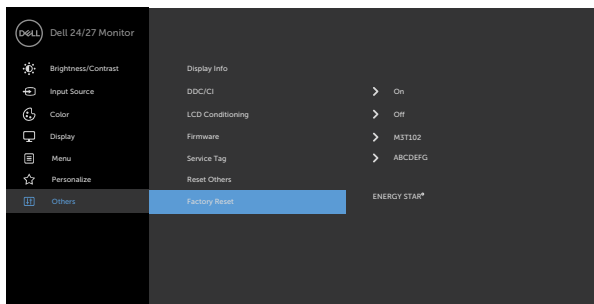 DELL Dell 24/27 Monitor
Brightness/Contrast Display Info
Input Source DDC/CI On
Color LCD Conditioning Off
Display Firmware M3T102
Menu Service Tag ABCDEFG
Personalize Reset Others
Others Factory Reset ENERGY STAR®